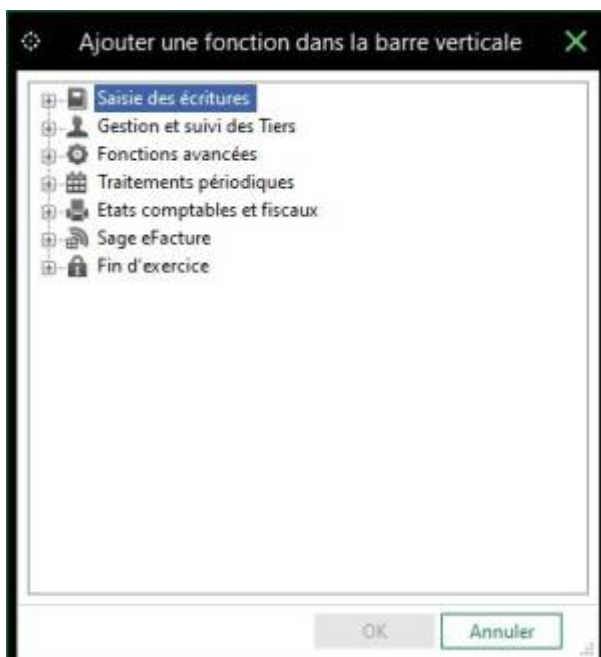 Ajouter une fonction dans la barre verticale
Saisie des écritures
Gestion et suivi des Tiers
Fonctions avancées
Traitements périodiques
Etats comptables et fiscaux
Sage eFacture
Fin d'exercice
OK Annuler